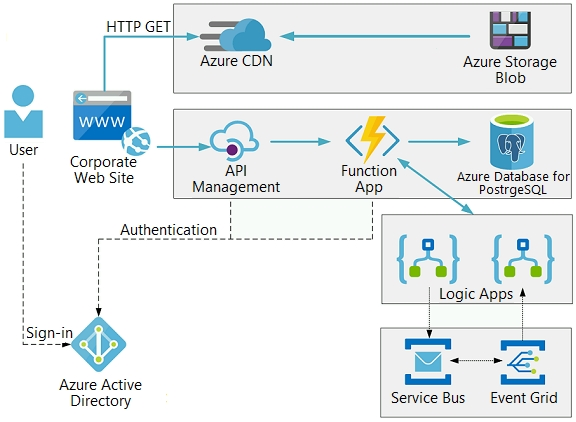 HTTP GET
Azure CDN
Azure Storage
Blob
WWW
User
Corporate
Web Site
API
Management
Function
App
Azure Database for
PostrgeSQL
Authentication
Logic Apps
Sign-in
Azure Active
Directory
Service Bus
Event Grid